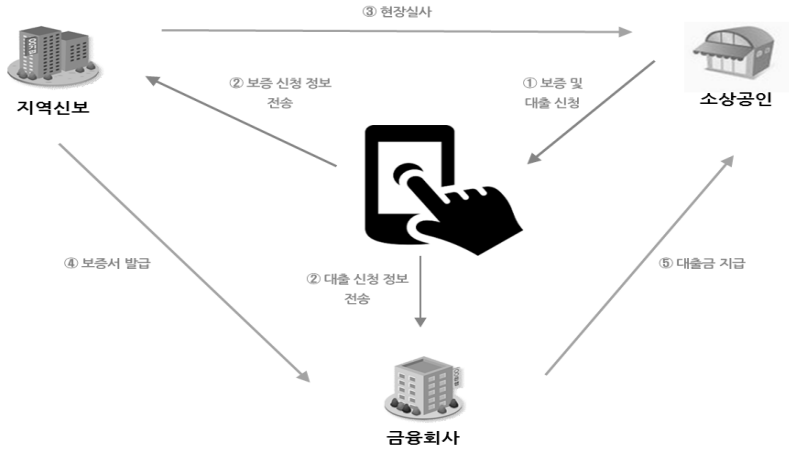 ③ 현장실사
② 보증 신청 정보
전송
① 보증 및
대출 신청
지역신보
소상공인
④ 보증서 발급
② 대출 신청 정보
전송
⑤ 대출금 지급
금융회사